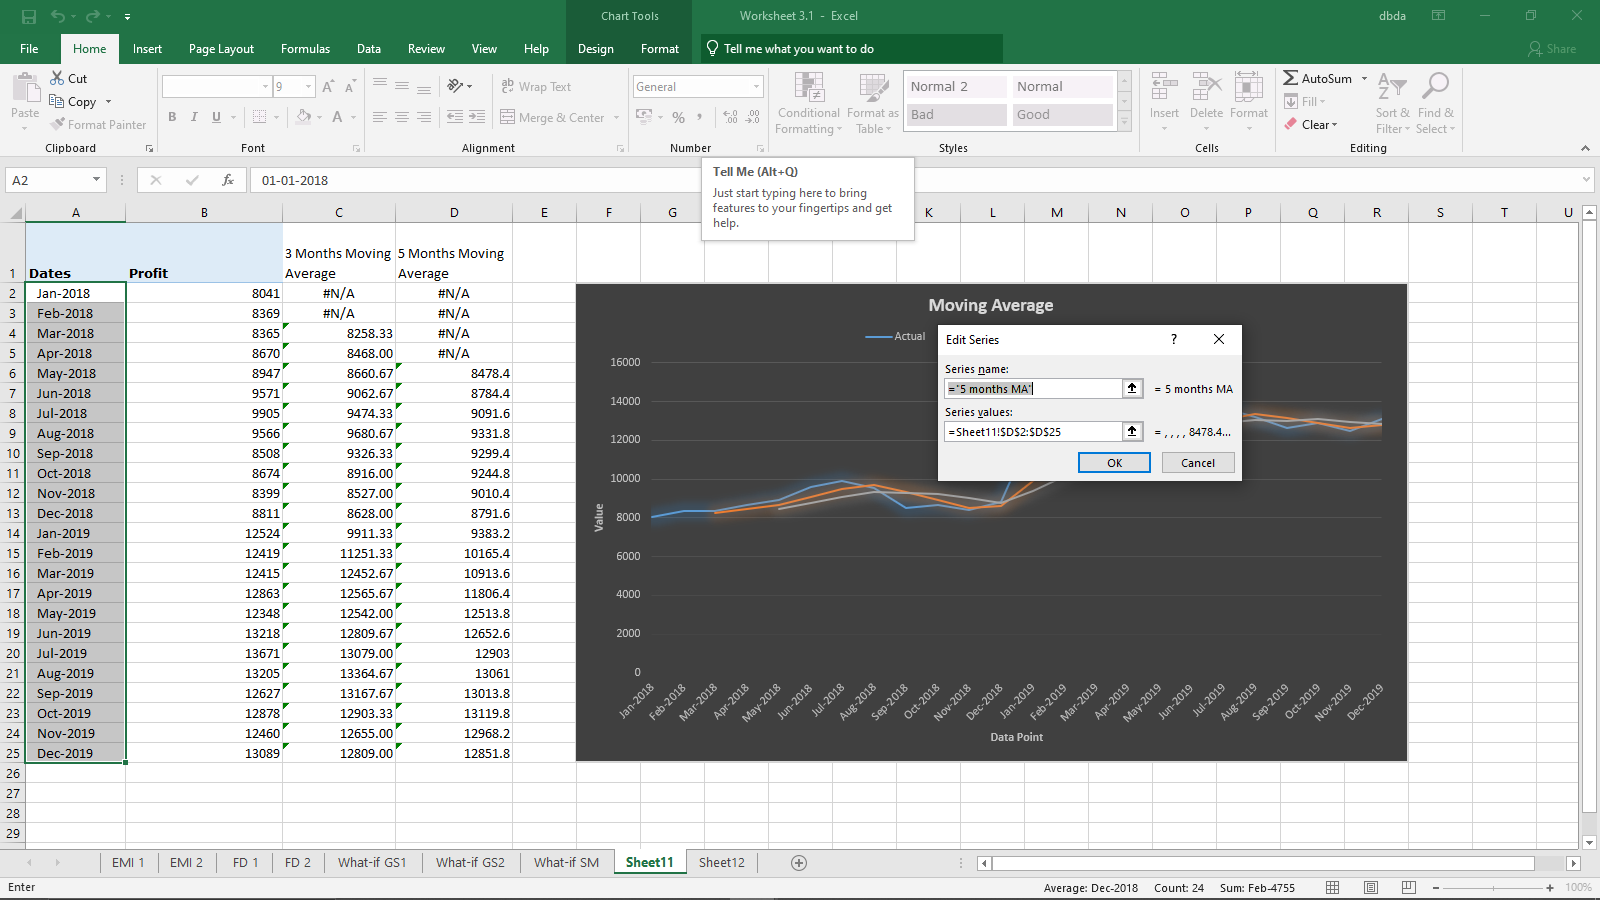 Chart Tools
Worksheet 3.1 - Excel
dbda
File Home Insert Page Layout Formulas Data Review View Help Design Format Tell me what you want to do Share
Paste
Cut
Copy
Format Painter
Clipboard
9
B I U
Font
Wrap Text
Merge & Center
Alignment
General
Number
Conditional Formatting
Format as Table
Normal 2 Normal
Bad Good
Styles
Insert Delete Format
Cells
AutoSum
Fill
Clear
Sort & Filter
Find & Select
Editing
A2 fx 01-01-2018
Tell Me (Alt+Q)
Just start typing here to bring
features to your fingertips and get
help.
A B C D E F G K L M N O P Q R S T U
1 Dates Profit 3 Months Moving Average 5 Months Moving Average
2 Jan-2018 8041 #N/A #N/A
3 Feb-2018 8369 #N/A #N/A
4 Mar-2018 8365 8258.33 #N/A
5 Apr-2018 8670 8468.00 #N/A
6 May-2018 8947 8660.67 8478.4
7 Jun-2018 9571 9062.67 8784.4
8 Jul-2018 9905 9474.33 9091.6
9 Aug-2018 9566 9680.67 9331.8
10 Sep-2018 8508 9326.33 9299.4
11 Oct-2018 8674 8916.00 9244.8
12 Nov-2018 8399 8527.00 9010.4
13 Dec-2018 8811 8628.00 8791.6
14 Jan-2019 12524 9911.33 9383.2
15 Feb-2019 12419 11251.33 10165.4
16 Mar-2019 12415 12452.67 10913.6
17 Apr-2019 12863 12565.67 11806.4
18 May-2019 12348 12542.00 12513.8
19 Jun-2019 13218 12809.67 12652.6
20 Jul-2019 13671 13079.00 12903
21 Aug-2019 13205 13364.67 13061
22 Sep-2019 12627 13167.67 13013.8
23 Oct-2019 12878 12903.33 13119.8
24 Nov-2019 12460 12655.00 12968.2
25 Dec-2019 13089 12809.00 12851.8
26
27
28
29
Moving Average
Actual
16000
14000
12000
10000
8000
6000
4000
2000
0
Value
Jan-2018 Feb-2018 Mar-2018 Apr-2018 May-2018 Jun-2018 Jul-2018 Aug-2018 Sep-2018 Oct-2018 Nov-2018 Dec-2018 Jan-2019 Feb-2019 Mar-2019 Apr-2019 May-2019 Jun-2019 Jul-2019 Aug-2019 Sep-2019 Oct-2019 Nov-2019 Dec-2019
Data Point
Edit Series ?
Series name:
="5 months MA" = 5 months MA
Series values:
=Sheet11!$D$2:$D$25 = , , , , 8478.4...
OK Cancel
EMI 1 EMI 2 FD 1 FD 2 What-if GS1 What-if GS2 What-if SM Sheet11 Sheet12
Enter Average: Dec-2018 Count: 24 Sum: Feb-4755 100%